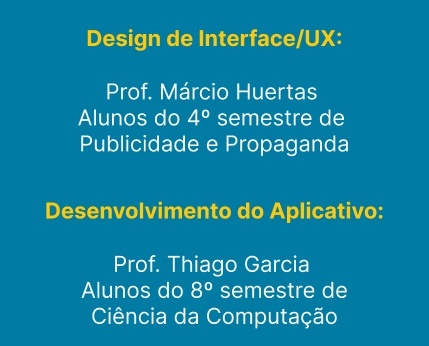 Design de Interface/UX:
Prof. Márcio Huertas
Alunos do 4º semestre de
Publicidade e Propaganda
Desenvolvimento do Aplicativo:
Prof. Thiago Garcia
Alunos do 8º semestre de
Ciência da Computação